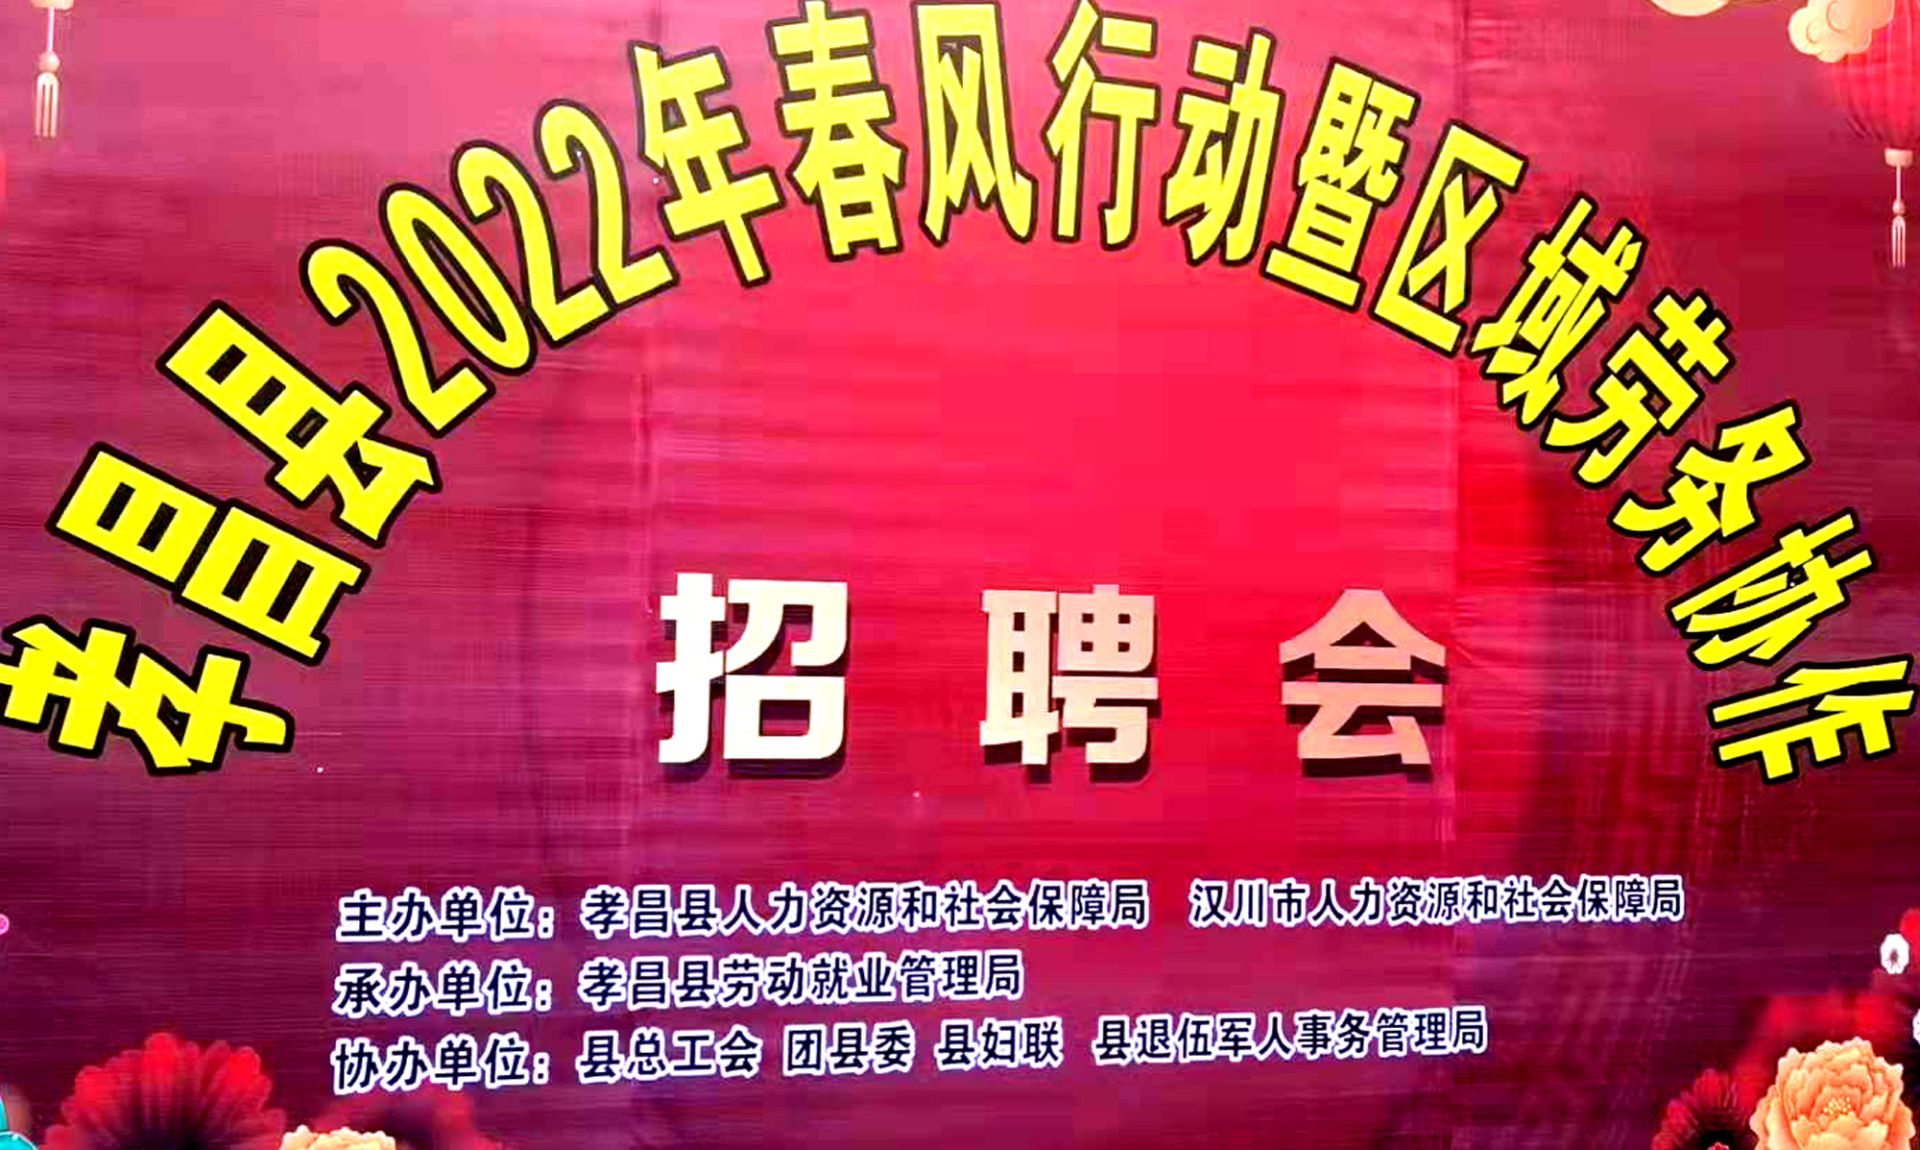 孝昌县2022年春风行动暨区域劳务协作
招聘会
主办单位：孝昌县人力资源和社会保障局 汉川市人力资源和社会保障局
承办单位：孝昌县劳动就业管理局
协办单位：县总工会 团县委 县妇联 县退伍军人事务管理局